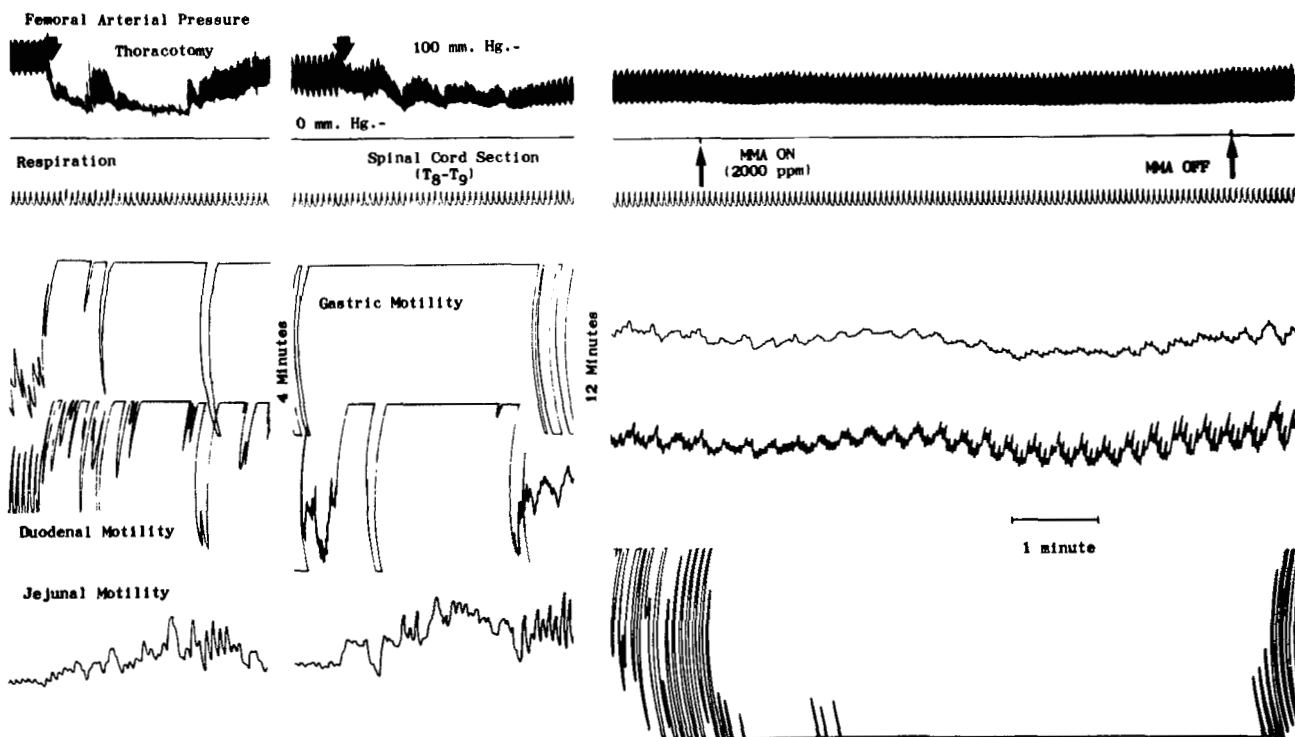 Femoral Arterial Pressure
Thoracotomy
100 mm. Hg.-
0 mm. Hg.-
Respiration
Spinal Cord Section
(T8-T9)
MMA ON
(2000 ppm)
MMA OFF
Gastric Motility
4 Minutes
12 Minutes
Duodenal Motility
1 minute
Jejunal Motility